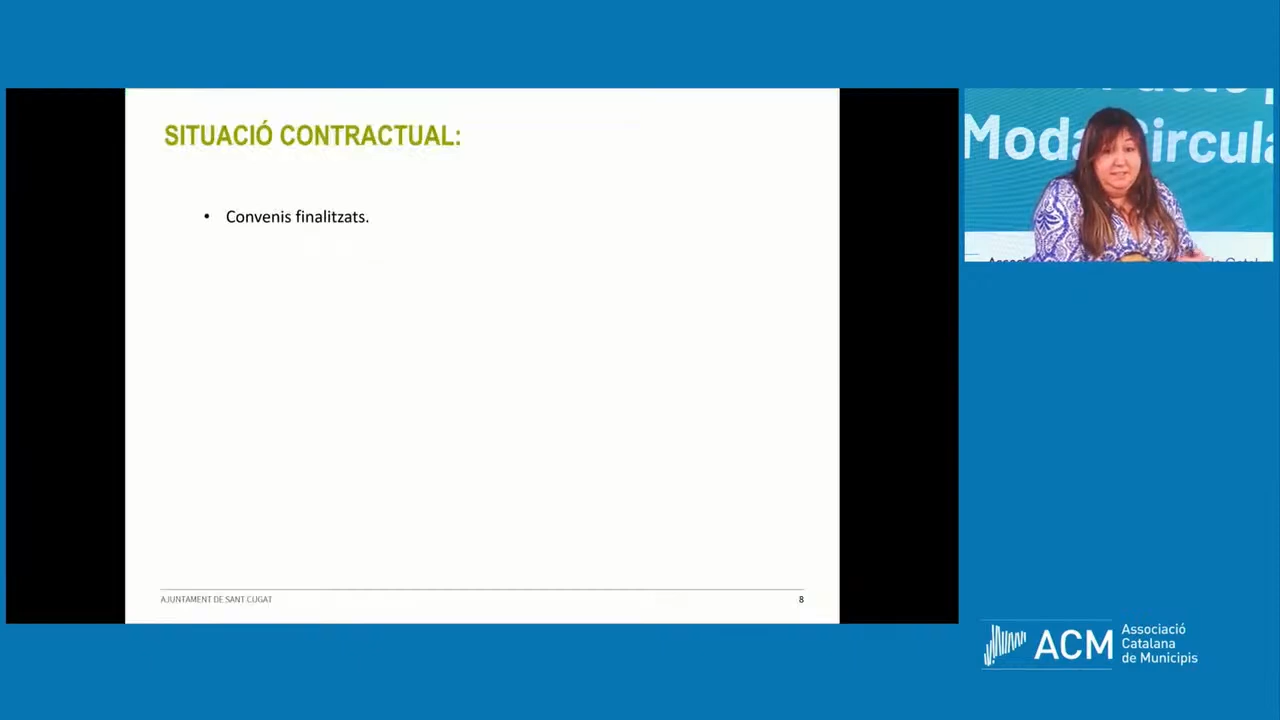 SITUACIÓ CONTRACTUAL:
• Convenis finalitzats.
AJUNTAMENT DE SANT CUGAT
8
Moda Circula
ACM
Associació
Catalana
de Municipis